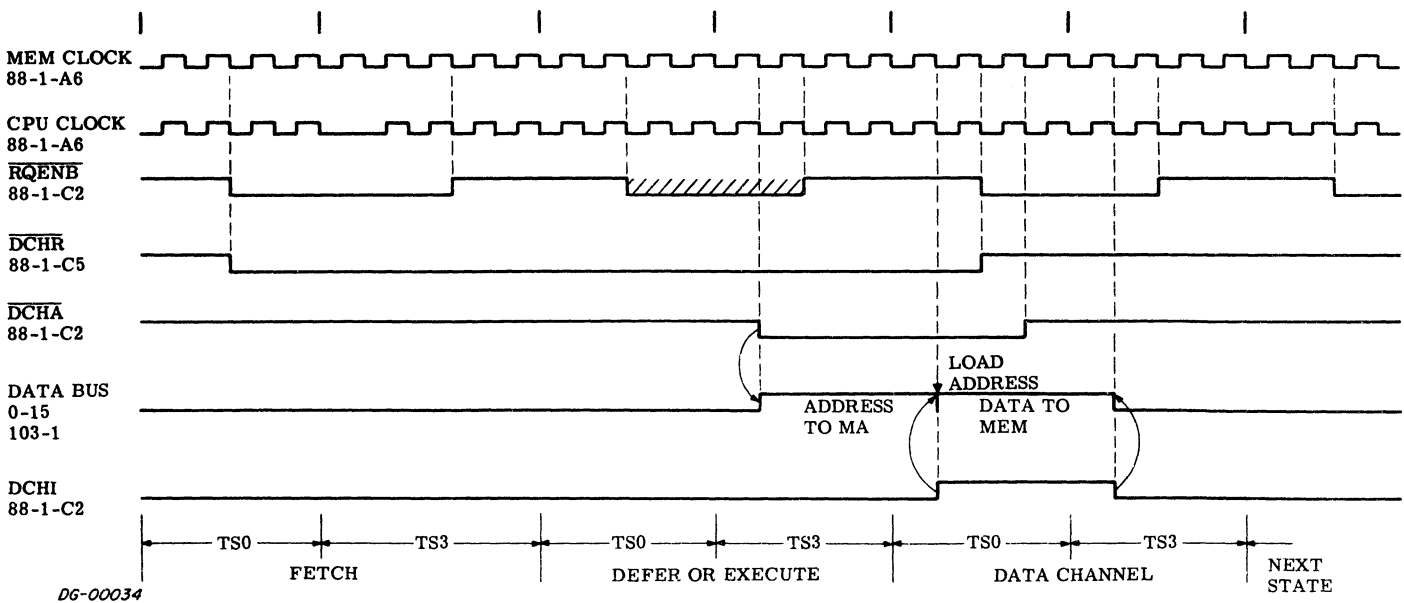 MEM CLOCK
88-1-A6
CPU CLOCK
88-1-A6
RQENB
88-1-C2
DCHR
88-1-C5
DCHA
88-1-C2
LOAD
ADDRESS
DATA BUS
0-15
103-1
ADDRESS
TO MA
DATA TO
MEM
DCHI
88-1-C2
TS0 TS3 TS0 TS3 TS0 TS3
FETCH DEFER OR EXECUTE DATA CHANNEL
NEXT
STATE
DG-00034